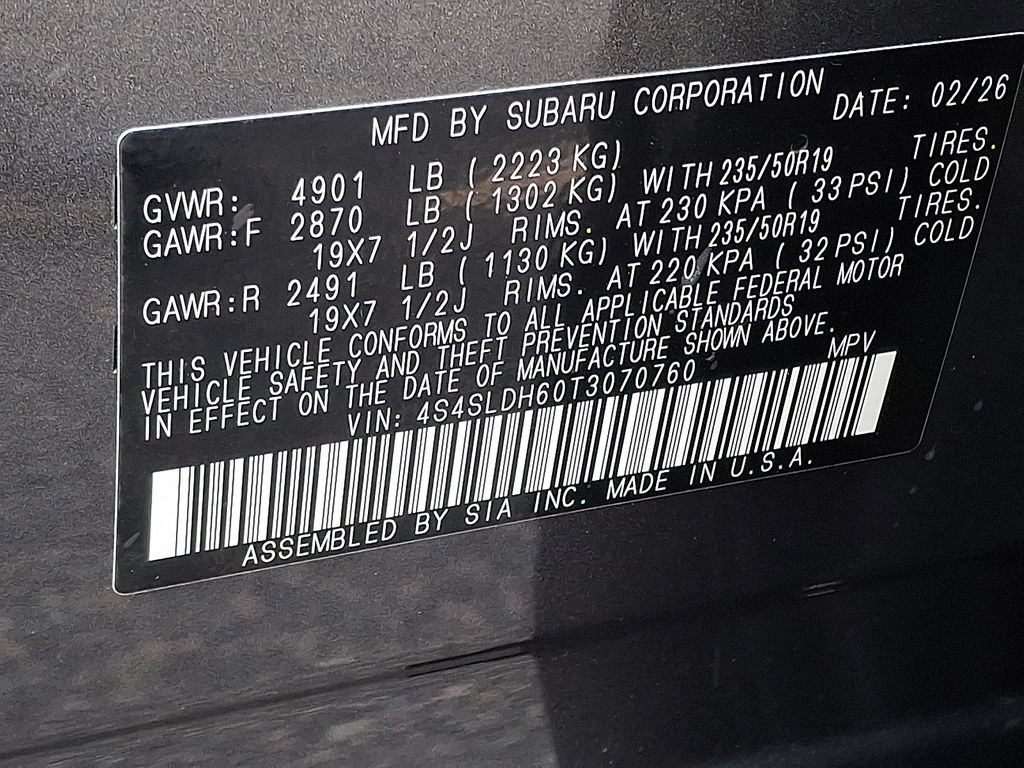 MFD BY SUBARU CORPORATION DATE: 02/26
GVWR: 4901 LB ( 2223 KG)
GAWR:F 2870 LB ( 1302 KG) WITH 235/50R19 TIRES.
19X7 1/2J RIMS. AT 230 KPA ( 33 PSI) COLD
GAWR:R 2491 LB ( 1130 KG) WITH 235/50R19 TIRES.
19X7 1/2J RIMS. AT 220 KPA ( 32 PSI) COLD
THIS VEHICLE CONFORMS TO ALL APPLICABLE FEDERAL MOTOR
VEHICLE SAFETY AND THEFT PREVENTION STANDARDS
IN EFFECT ON THE DATE OF MANUFACTURE SHOWN ABOVE.
VIN: 4S4SLDH60T3070760 MPV
ASSEMBLED BY SIA INC. MADE IN U.S.A.